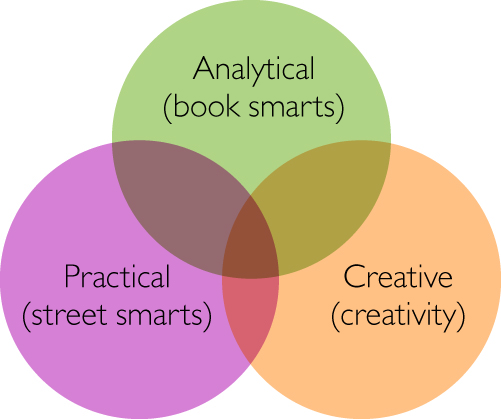 Analytical
(book smarts)
Practical
(street smarts)
Creative
(creativity)